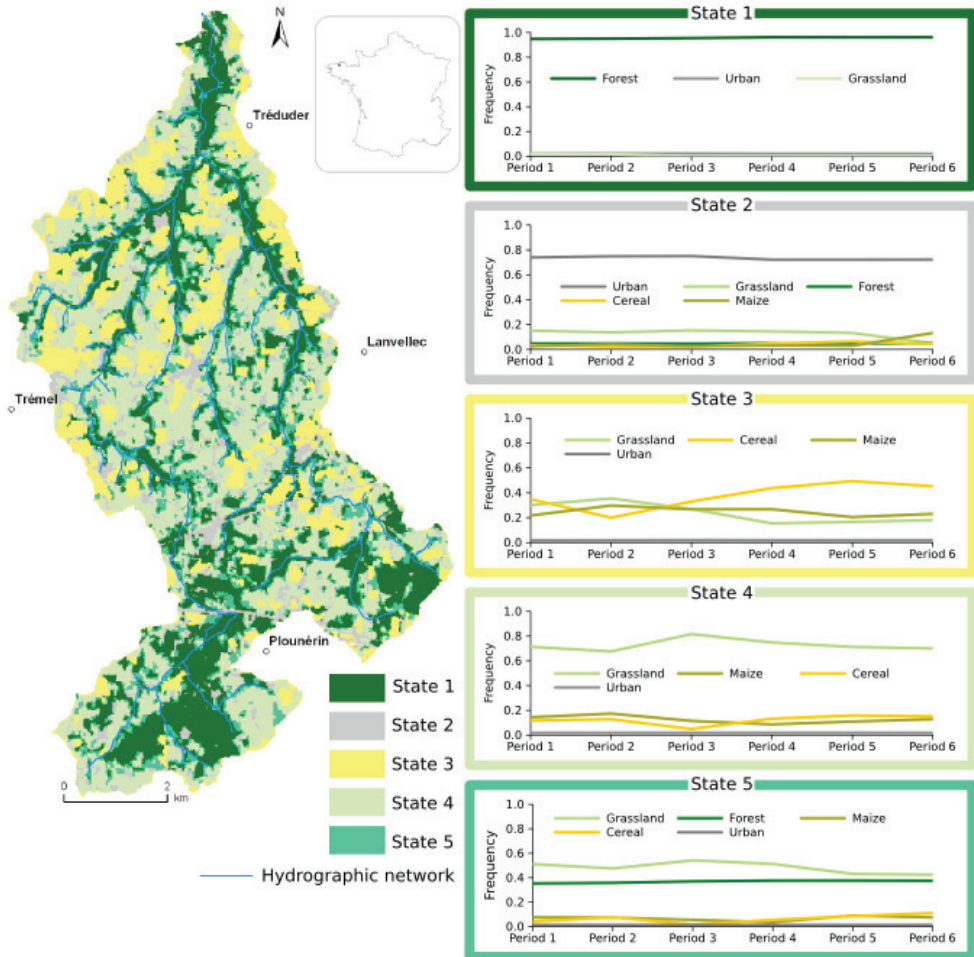 N
Tréduder
Lanvellec
Trémel
Plounérin
0 2
km
State 1
State 2
State 3
State 4
State 5
Hydrographic network
State 1
Frequency
1.0
0.8
0.6
0.4
0.2
0.0
Forest Urban Grassland
Period 1 Period 2 Period 3 Period 4 Period 5 Period 6
State 2
Frequency
1.0
0.8
0.6
0.4
0.2
0.0
Urban Grassland Forest
Cereal Maize
Period 1 Period 2 Period 3 Period 4 Period 5 Period 6
State 3
Frequency
1.0
0.8
0.6
0.4
0.2
0.0
Grassland Cereal Maize
Urban
Period 1 Period 2 Period 3 Period 4 Period 5 Period 6
State 4
Frequency
1.0
0.8
0.6
0.4
0.2
0.0
Grassland Maize Cereal
Urban
Period 1 Period 2 Period 3 Period 4 Period 5 Period 6
State 5
Frequency
1.0
0.8
0.6
0.4
0.2
0.0
Grassland Forest Maize
Cereal Urban
Period 1 Period 2 Period 3 Period 4 Period 5 Period 6